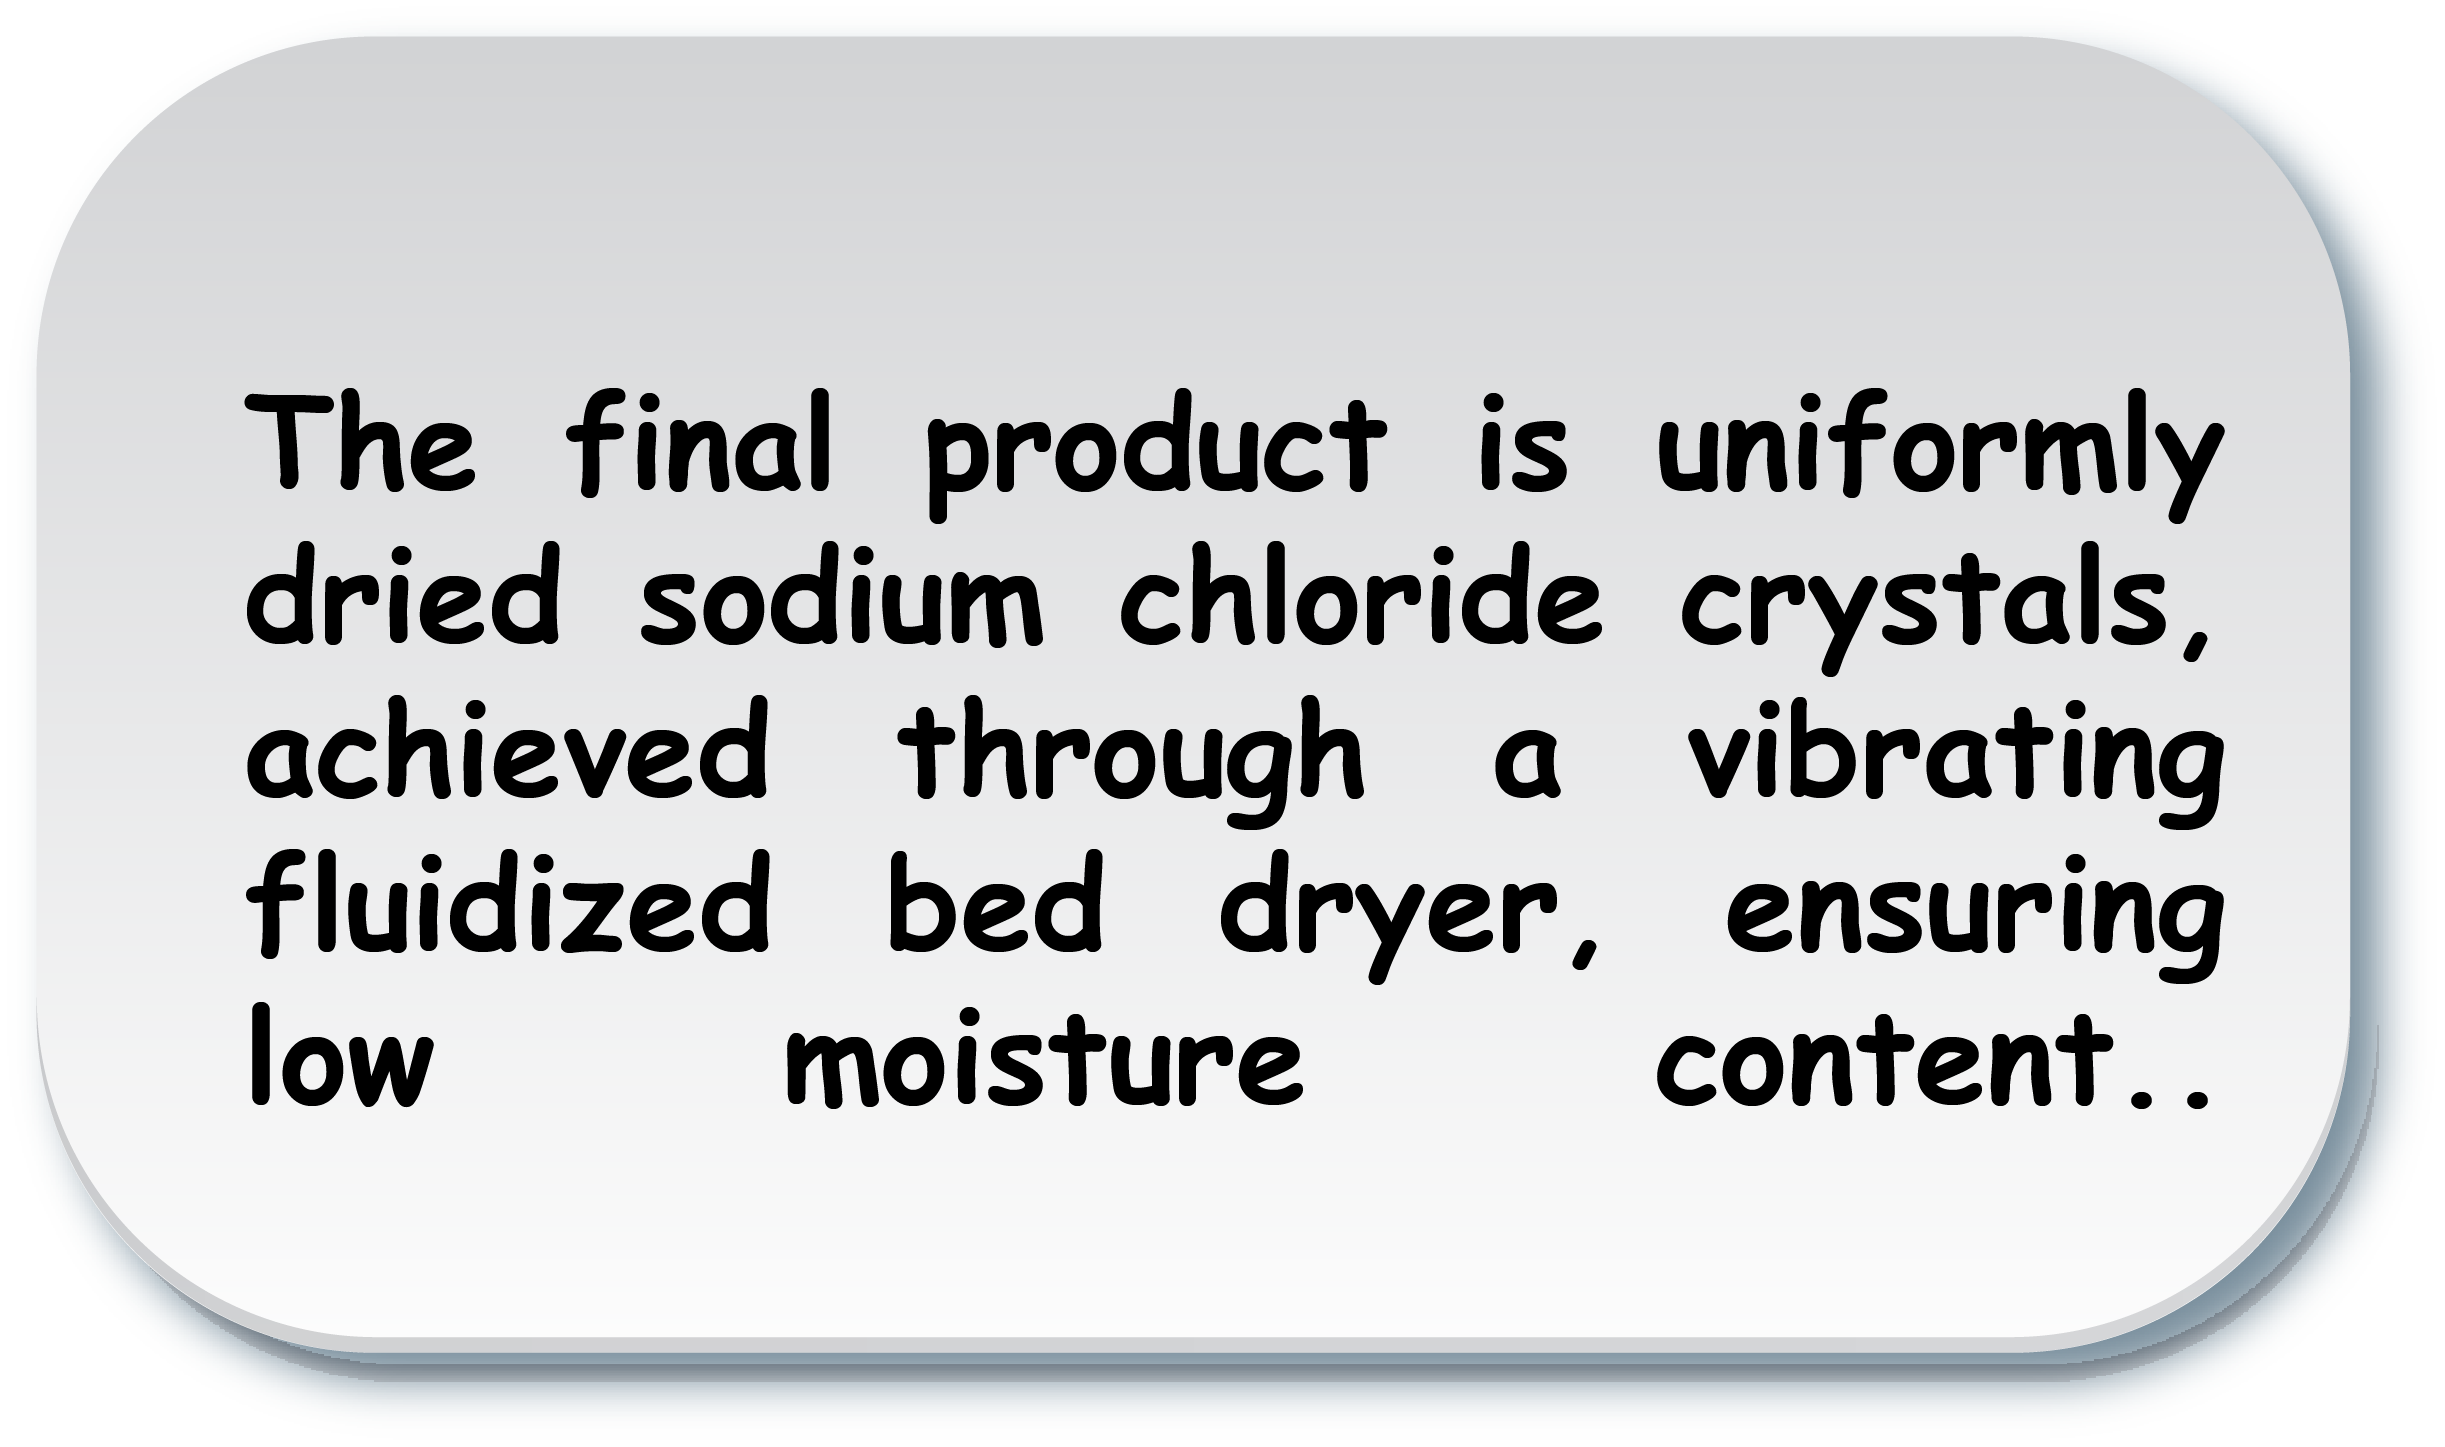 The final product is uniformly
dried sodium chloride crystals,
achieved through a vibrating
fluidized bed dryer, ensuring
low moisture content..